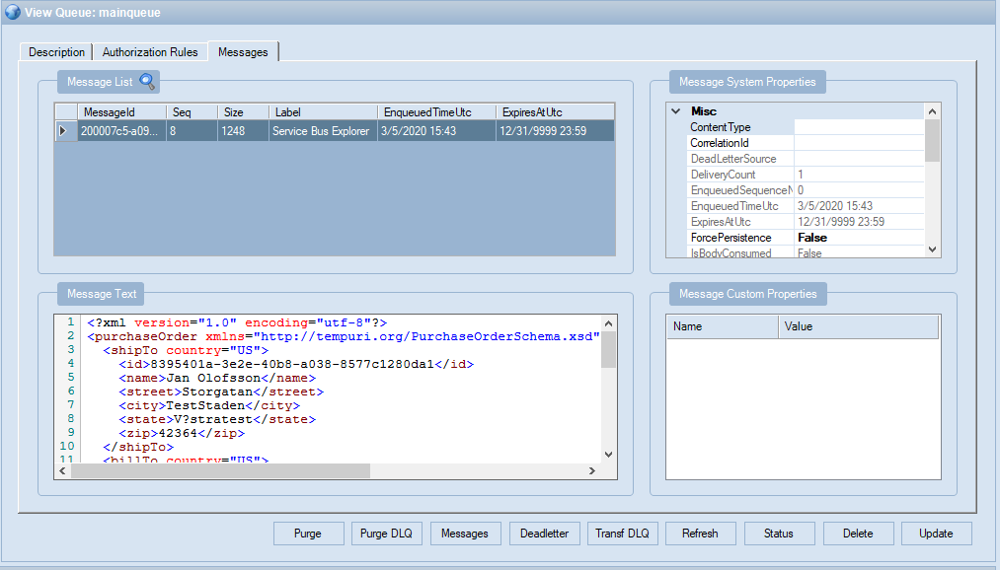 View Queue: mainqueue
Description Authorization Rules Messages
Message List
MessageId Seq Size Label EnqueuedTimeUtc ExpiresAtUtc
200007c5-a09... 8 1248 Service Bus Explorer 3/5/2020 15:43 12/31/9999 23:59
Message System Properties
Misc
ContentType
CorrelationId
DeadLetterSource
DeliveryCount 1
EnqueuedSequenceN 0
EnqueuedTimeUtc 3/5/2020 15:43
ExpiresAtUtc 12/31/9999 23:59
ForcePersistence False
IsBodyConsumed False
Message Text
1 <?xml version="1.0" encoding="utf-8"?>
2 <purchaseOrder xmlns="http://tempuri.org/PurchaseOrderSchema.xsd"
3 <shipTo country="US">
4 <id>8395401a-3e2e-40b8-a038-8577c1280da1</id>
5 <name>Jan Olofsson</name>
6 <street>Storgatan</street>
7 <city>TestStaden</city>
8 <state>V?stratest</state>
9 <zip>42364</zip>
10 </shipTo>
11 <billTo country="US">
Message Custom Properties
Name Value
Purge Purge DLQ Messages Deadletter Transf DLQ Refresh Status Delete Update